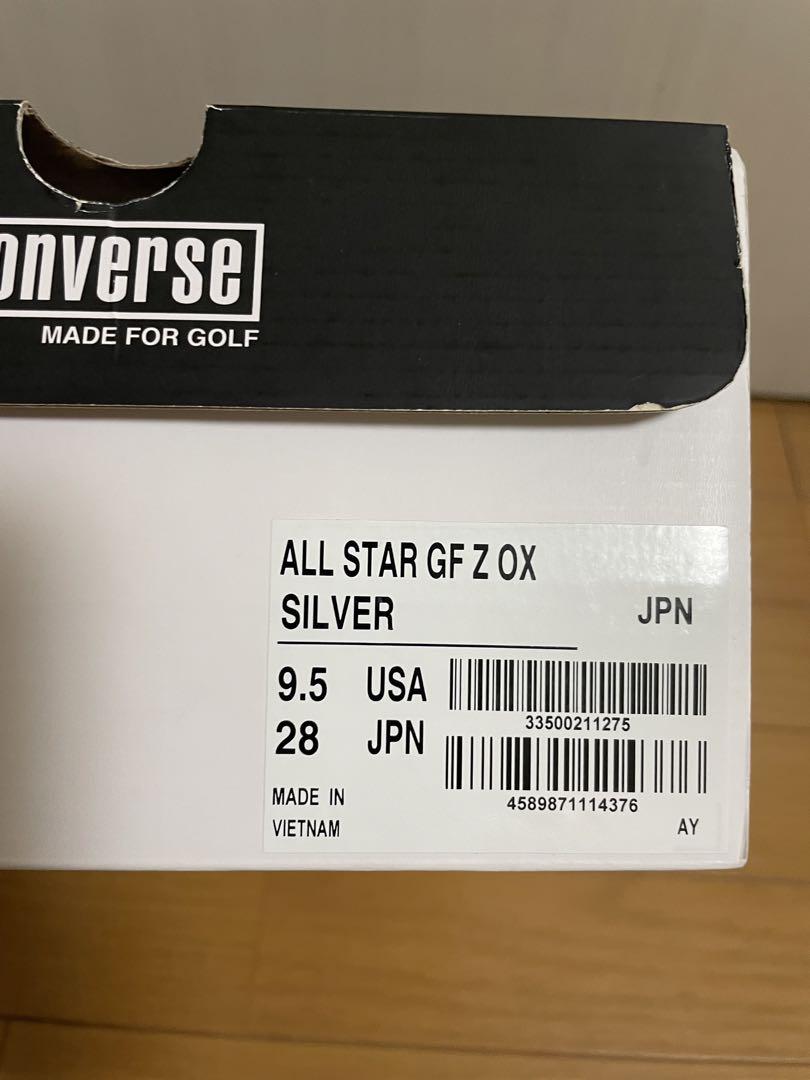 onverse
MADE FOR GOLF
ALL STAR GF Z OX
SILVER JPN
9.5 USA
33500211275
28 JPN
4589871114376
MADE IN
VIETNAM
AY